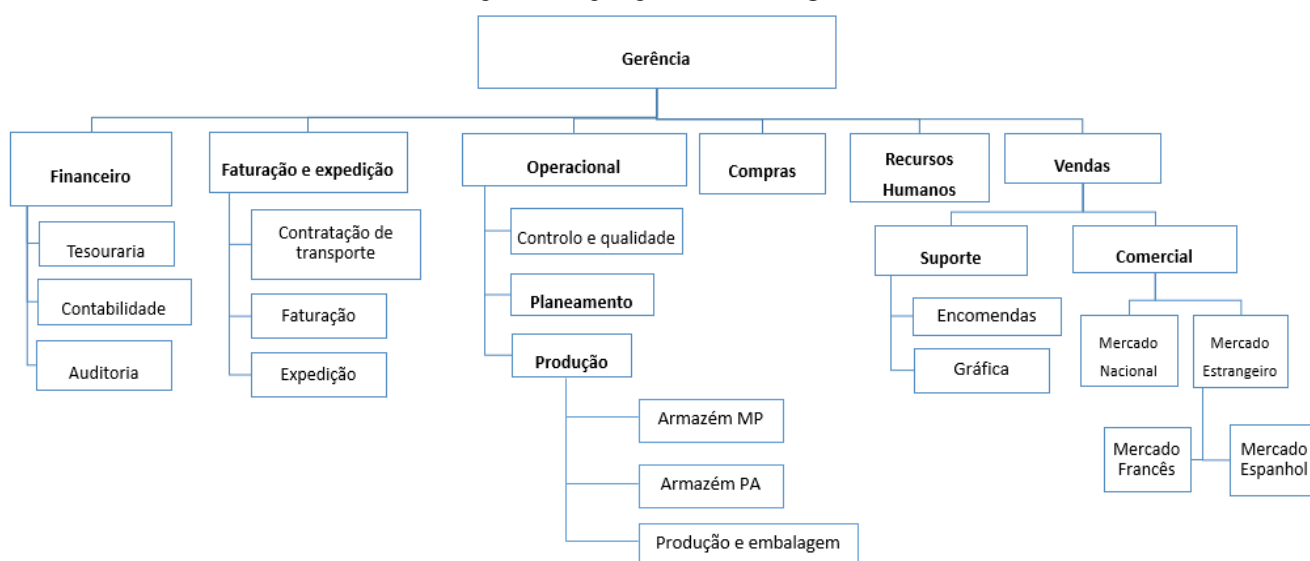 Gerência
Financeiro
Faturação e expedição
Operacional
Compras
Recursos
Humanos
Vendas
Tesouraria
Contabilidade
Auditoria
Contratação de
transporte
Faturação
Expedição
Controlo e qualidade
Planeamento
Produção
Armazém MP
Armazém PA
Produção e embalagem
Suporte
Encomendas
Gráfica
Comercial
Mercado
Nacional
Mercado
Estrangeiro
Mercado
Francês
Mercado
Espanhol